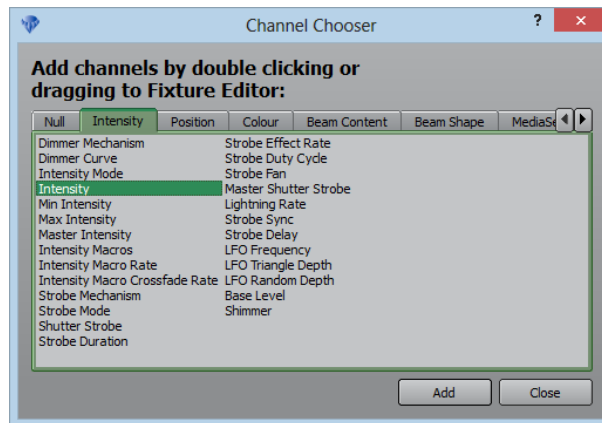 Channel Chooser
?
×
Add channels by double clicking or
dragging to Fixture Editor:
Null Intensity Position Colour Beam Content Beam Shape
Dimmer Mechanism
Dimmer Curve
Intensity Mode
Intensity
Min Intensity
Max Intensity
Master Intensity
Intensity Macros
Intensity Macro Rate
Intensity Macro Crossfade Rate
Strobe Mechanism
Strobe Mode
Shutter Strobe
Strobe Duration
Strobe Effect Rate
Strobe Duty Cycle
Strobe Fan
Master Shutter Strobe
Lightning Rate
Strobe Sync
Strobe Delay
LFO Frequency
LFO Triangle Depth
LFO Random Depth
Base Level
Shimmer
Add Close